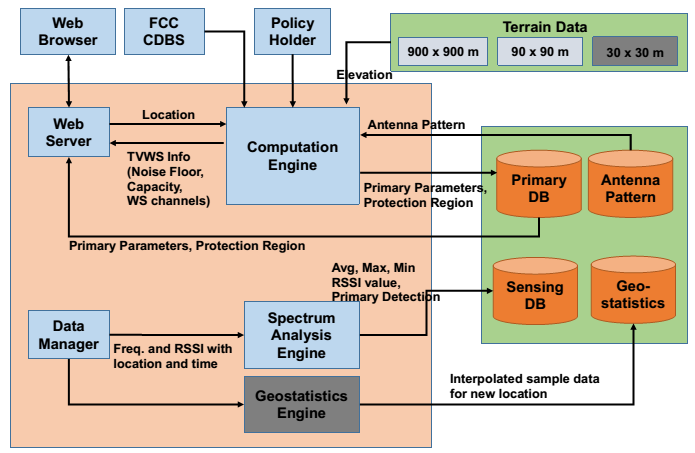 Web
Browser
FCC
CDBS
Policy
Holder
Terrain Data
900 x 900 m
90 x 90 m
30 x 30 m
Elevation
Web
Server
Location
Computation
Engine
TVWS Info
(Noise Floor,
Capacity,
WS channels)
Antenna Pattern
Primary Parameters,
Protection Region
Primary
DB
Antenna
Pattern
Primary Parameters, Protection Region
Avg, Max, Min
RSSI value,
Primary Detection
Sensing
DB
Geo-
statistics
Data
Manager
Freq. and RSSI with
location and time
Spectrum
Analysis
Engine
Geostatistics
Engine
Interpolated sample data
for new location